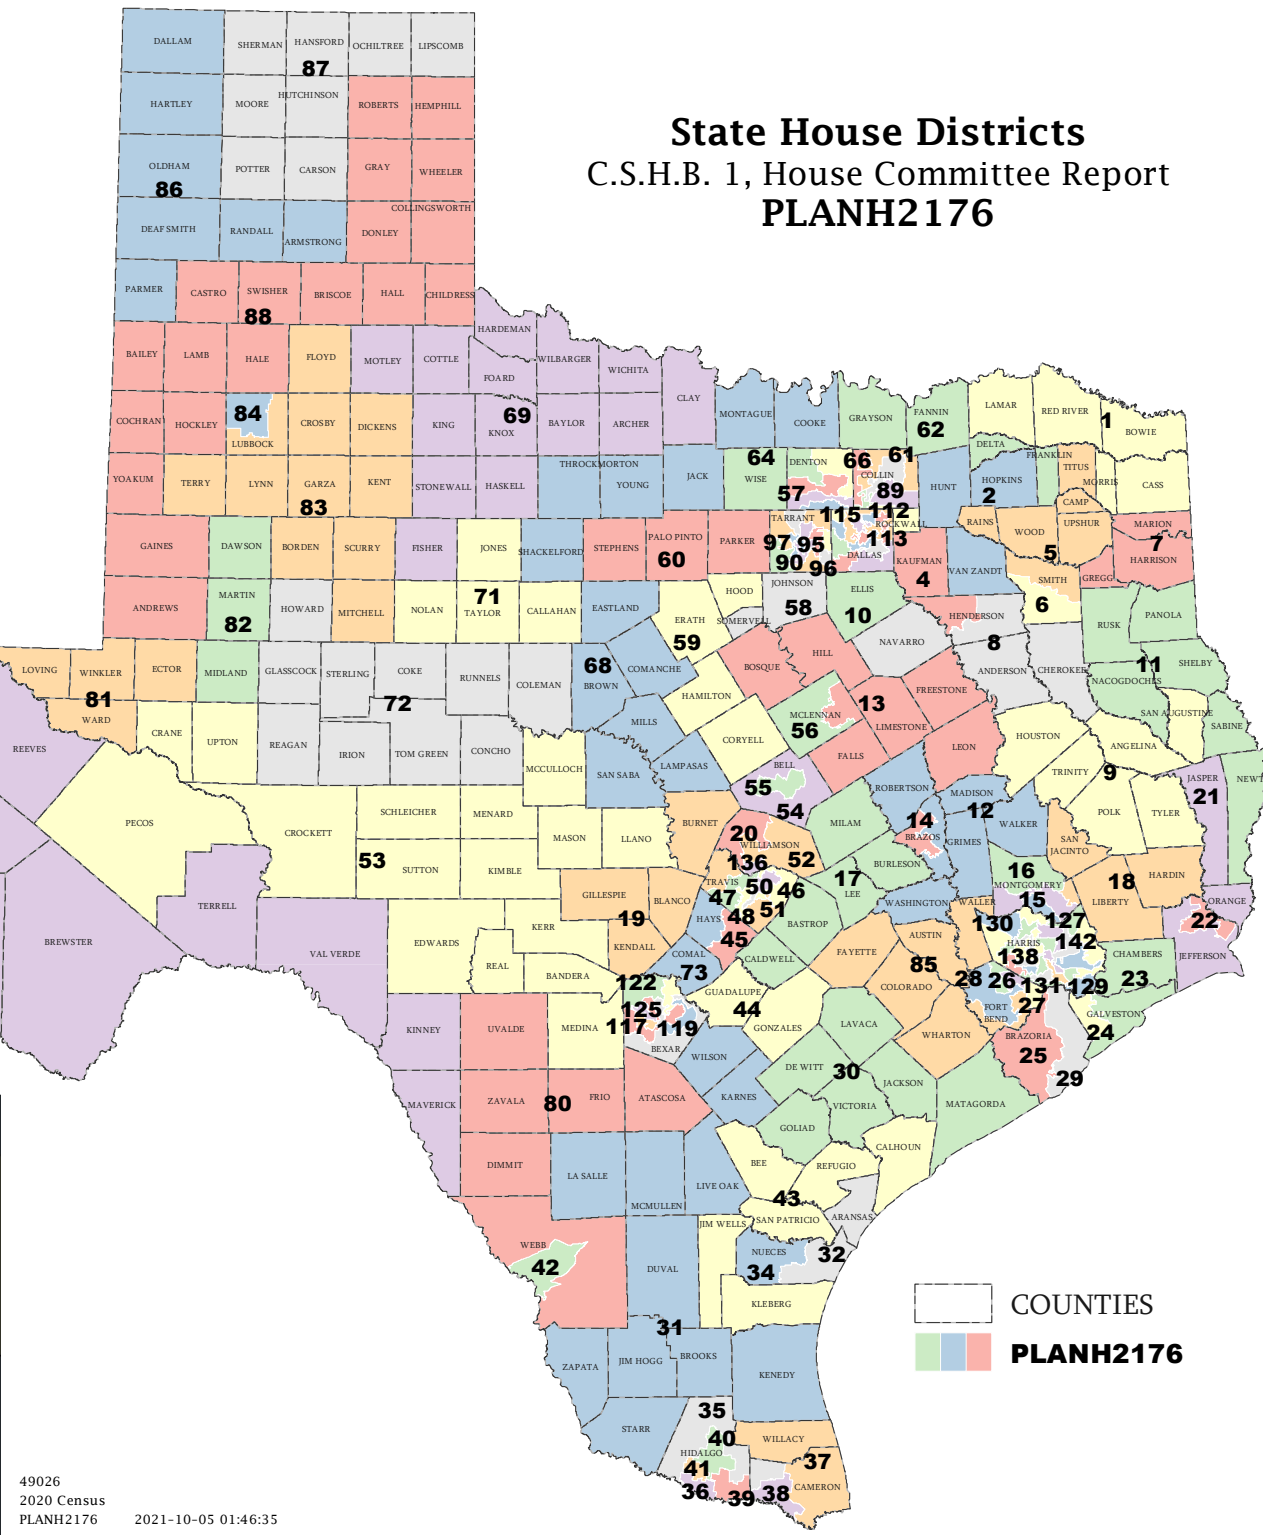 State House Districts
C.S.H.B. 1, House Committee Report
PLANH2176
DALLAM
SHERMAN
HANSFORD
OCHILTREE
LIPSCOMB
87
HARTLEY
MOORE
HUTCHINSON
ROBERTS
HEMPHILL
OLDHAM
86
POTTER
CARSON
GRAY
WHEELER
COLLINGSWORTH
DEAF SMITH
RANDALL
ARMSTRONG
DONLEY
PARMER
CASTRO
SWISHER
88
BRISCOE
HALL
CHILDRESS
HARDEMAN
BAILEY
LAMB
HALE
FLOYD
MOTLEY
COTTLE
FOARD
WILBARGER
WICHITA
CLAY
COCHRAN
HOCKLEY
84
LUBBOCK
CROSBY
DICKENS
KING
KNOX
69
BAYLOR
ARCHER
MONTAGUE
COOKE
GRAYSON
FANNIN
62
LAMAR
RED RIVER
1
BOWIE
YOAKUM
TERRY
LYNN
GARZA
83
KENT
STONEWALL
HASKELL
THROCKMORTON
YOUNG
JACK
64
WISE
DENTON
57
66
COLLIN
61
89
HUNT
DELTA
HOPKINS
2
FRANKLIN
TITUS
MORRIS
CASS
CAMP
GAINES
DAWSON
BORDEN
SCURRY
FISHER
JONES
SHACKELFORD
STEPHENS
PALO PINTO
60
PARKER
TARRANT
97
95
90
96
115
112
ROCKWALL
113
DALLAS
KAUFMAN
4
VAN ZANDT
RAINS
WOOD
5
UPSHUR
MARION
7
HARRISON
GREGG
SMITH
6
ANDREWS
MARTIN
82
HOWARD
MITCHELL
NOLAN
71
TAYLOR
CALLAHAN
EASTLAND
ERATH
59
HOOD
SOMERVELL
JOHNSON
58
ELLIS
10
HENDERSON
NAVARRO
8
ANDERSON
CHEROKEE
RUSK
PANOLA
11
SHELBY
NACOGDOCHES
LOVING
WINKLER
81
WARD
ECTOR
MIDLAND
GLASSCOCK
STERLING
COKE
72
RUNNELS
COLEMAN
68
BROWN
COMANCHE
HAMILTON
BOSQUE
HILL
13
FREESTONE
LIMESTONE
MCLENNAN
56
SAN AUGUSTINE
SABINE
REEVES
CRANE
UPTON
REAGAN
IRION
TOM GREEN
CONCHO
MCCULLOCH
SAN SABA
MILLS
LAMPASAS
CORYELL
BELL
55
54
FALLS
LEON
HOUSTON
TRINITY
ANGELINA
9
POLK
TYLER
JASPER
21
NEWT
PECOS
CROCKETT
SCHLEICHER
MENARD
MASON
LLANO
BURNET
20
WILLIAMSON
52
MILAM
ROBERTSON
14
BRAZOS
MADISON
12
WALKER
GRIMES
SAN
JACINTO
53
SUTTON
KIMBLE
GILLESPIE
19
BLANCO
136
TRAVIS
47
50
46
48
51
45
HAYS
17
LEE
BURLESON
WASHINGTON
16
MONTGOMERY
15
18
HARDIN
LIBERTY
22
ORANGE
JEFFERSON
BREWSTER
TERRELL
VAL VERDE
EDWARDS
KERR
REAL
BANDERA
KENDALL
COMAL
73
BASTROP
CALDWELL
FAYETTE
AUSTIN
85
COLORADO
WALLER
130
127
HARRIS
142
138
28
26
131
129
FORT
BEND
27
CHAMBERS
23
GALVESTON
24
KINNEY
UVALDE
MEDINA
122
125
117
119
BEXAR
GUADALUPE
44
GONZALES
LAVACA
WHARTON
BRAZORIA
25
29
WILSON
MAVERICK
ZAVALA
80
FRIO
ATASCOSA
KARNES
DE WITT
30
JACKSON
VICTORIA
GOLIAD
MATAGORDA
DIMMIT
LA SALLE
MCMULLEN
LIVE OAK
BEE
43
REFUGIO
CALHOUN
ARANSAS
SAN PATRICIO
WEBB
42
DUVAL
JIM WELLS
NUECES
34
32
KLEBERG
31
ZAPATA
JIM HOGG
BROOKS
KENEDY
STARR
35
40
HIDALGO
41
36
39
38
WILLACY
37
CAMERON
COUNTIES
PLANH2176
49026
2020 Census
PLANH2176 2021-10-05 01:46:35